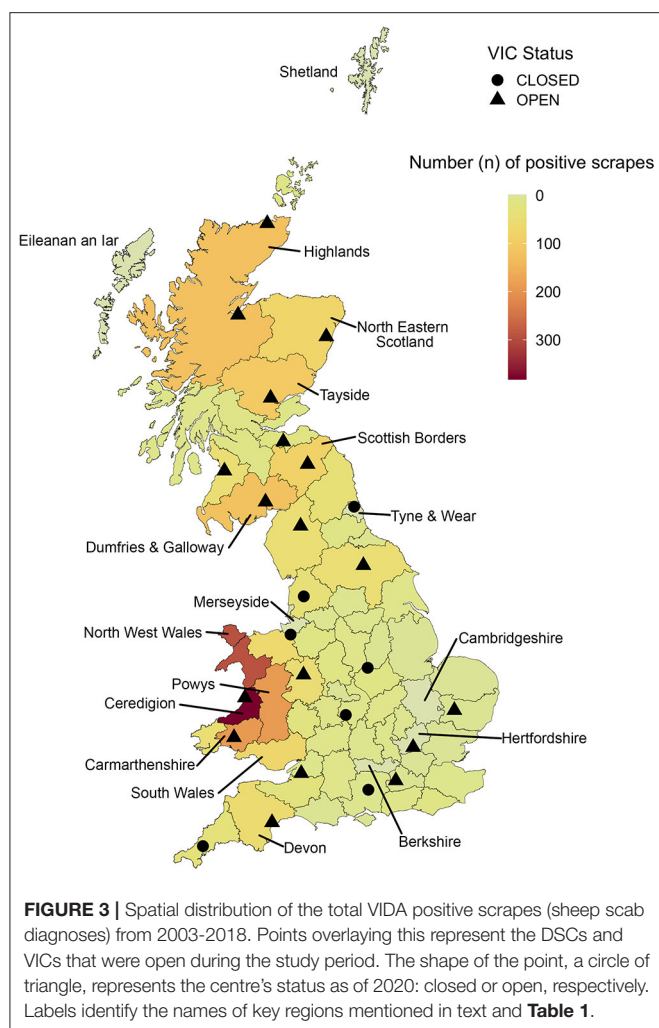 VIC Status
CLOSED
OPEN
Shetland
Number (n) of positive scrapes
0
100
200
300
Eileanan an Iar
Highlands
North Eastern
Scotland
Tayside
Scottish Borders
Tyne & Wear
Dumfries & Galloway
Merseyside
North West Wales
Cambridgeshire
Powys
Ceredigion
Hertfordshire
Carmarthenshire
South Wales
Berkshire
Devon
FIGURE 3 | Spatial distribution of the total VIDA positive scrapes (sheep scab
diagnoses) from 2003-2018. Points overlaying this represent the DSCs and
VICs that were open during the study period. The shape of the point, a circle of
triangle, represents the centre's status as of 2020: closed or open, respectively.
Labels identify the names of key regions mentioned in text and Table 1.